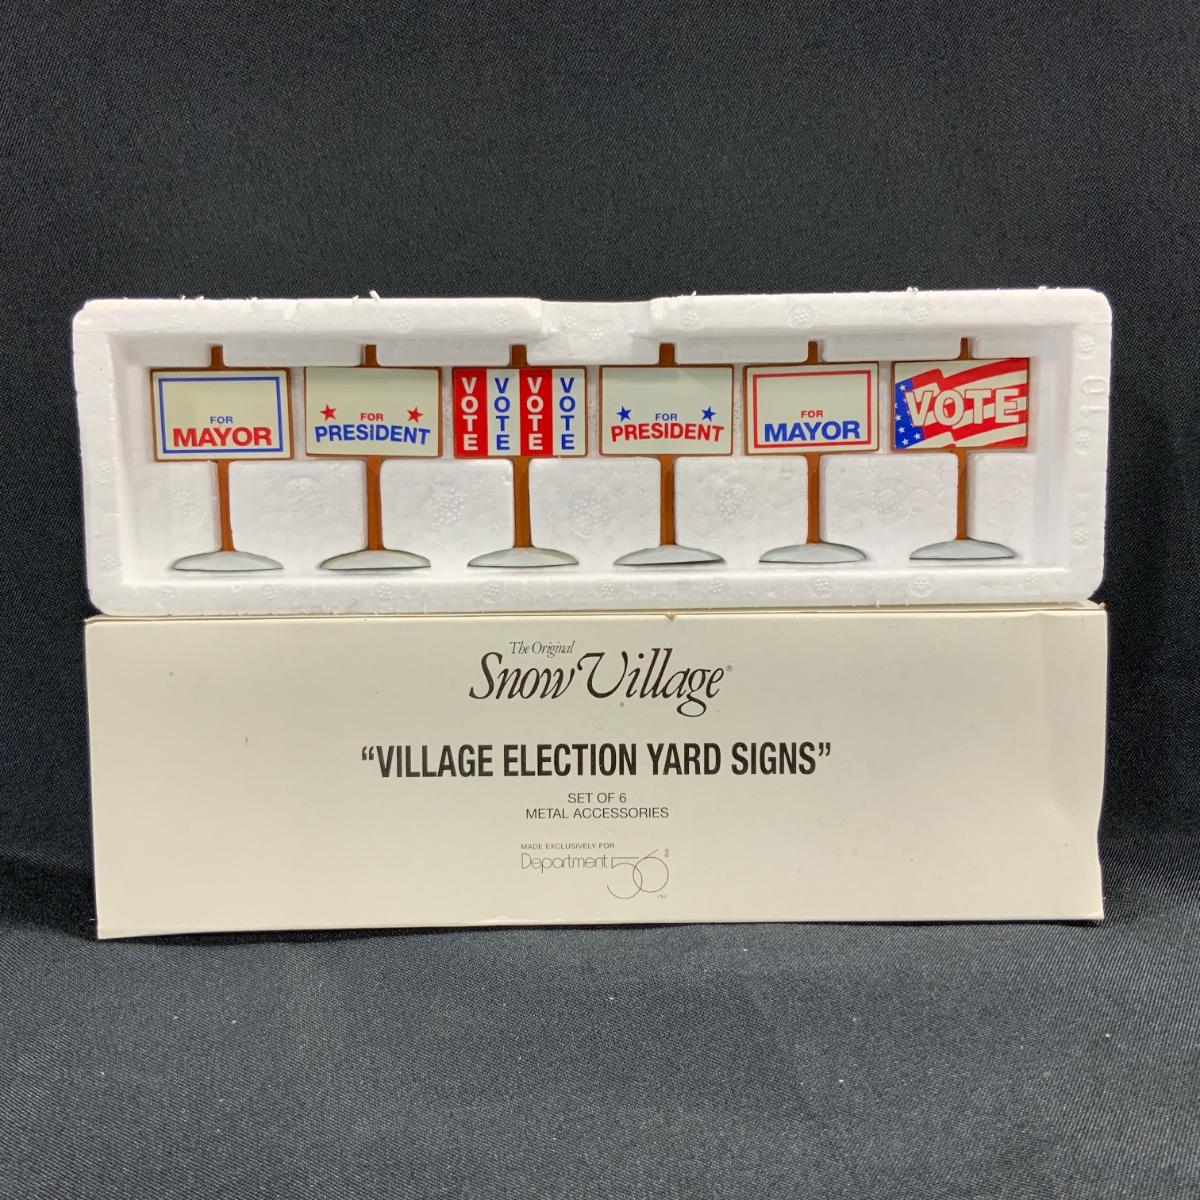 FOR
MAYOR
FOR
PRESIDENT
VOTE VOTE VOTE VOTE
FOR
PRESIDENT
FOR
MAYOR
VOTE
The Original
Snow Village®
“VILLAGE ELECTION YARD SIGNS”
SET OF 6
METAL ACCESSORIES
MADE EXCLUSIVELY FOR
Department 56®
INC